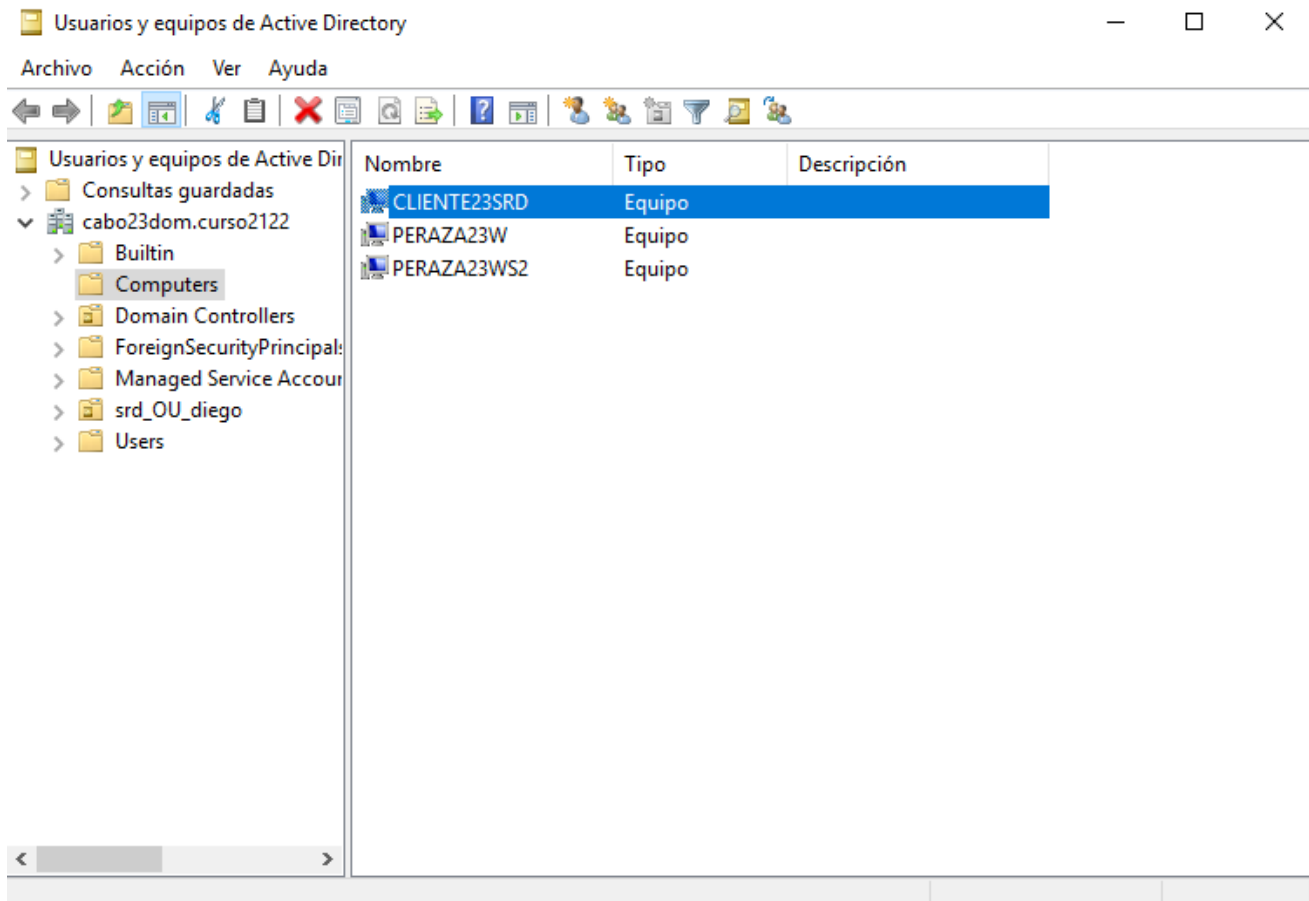 Usuarios y equipos de Active Directory
Archivo Acción Ver Ayuda
Usuarios y equipos de Active Dir
Consultas guardadas
cabo23dom.curso2122
Builtin
Computers
Domain Controllers
ForeignSecurityPrincipals
Managed Service Accour
srd_OU_diego
Users
Nombre Tipo Descripción
CLIENTE23SRD Equipo
PERAZA23W Equipo
PERAZA23WS2 Equipo